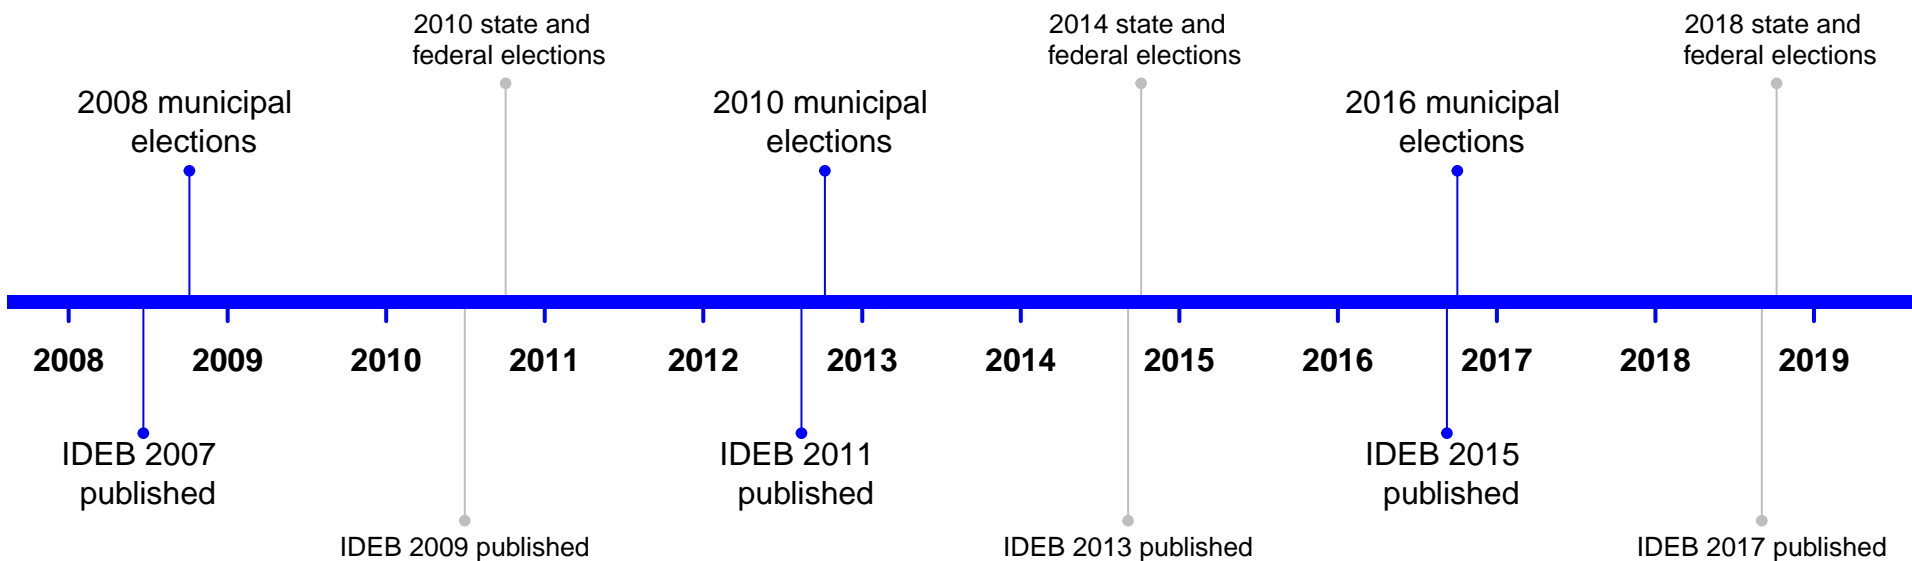 2010 state and
federal elections
2014 state and
federal elections
2018 state and
federal elections
2008 municipal
elections
2010 municipal
elections
2016 municipal
elections
2008 2009 2010 2011 2012 2013 2014 2015 2016 2017 2018 2019
IDEB 2007
published
IDEB 2011
published
IDEB 2015
published
IDEB 2009 published
IDEB 2013 published
IDEB 2017 published